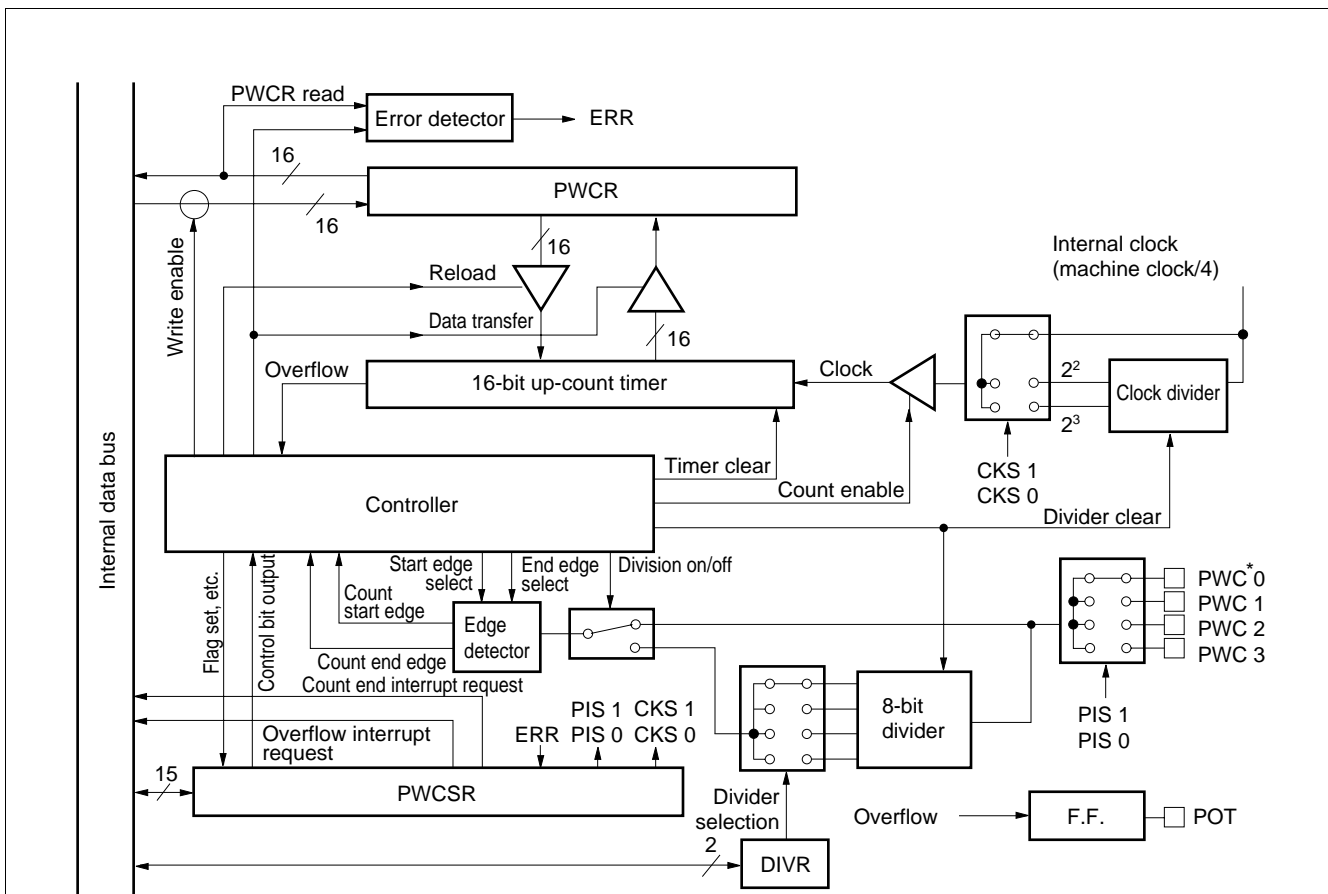 PWCR read
Error detector
ERR
16
PWCR
16
16
Internal clock
(machine clock/4)
Write enable
Reload
Data transfer
16
Overflow
16-bit up-count timer
Clock
2²
Clock divider
2³
CKS 1
CKS 0
Internal data bus
Timer clear
Controller
Count enable
Divider clear
Flag set, etc.
Control bit output
Start edge
select
End edge
select
Division on/off
Count
start edge
Edge
detector
PWC*0
PWC 1
PWC 2
PWC 3
Count end edge
Count end interrupt request
PIS 1
PIS 0
CKS 1
CKS 0
8-bit
divider
PIS 1
PIS 0
Overflow interrupt
request
ERR
15
PWCSR
Divider
selection
Overflow
F.F.
POT
2
DIVR